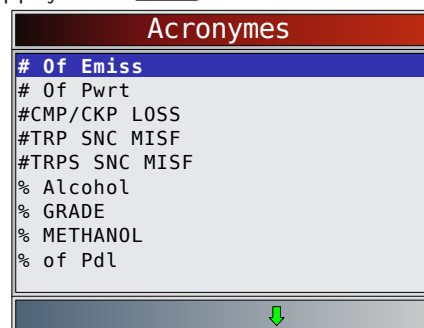 Acronymes
# Of Emiss
# Of Pwrt
#CMP/CKP LOSS
#TRP SNC MISF
#TRPS SNC MISF
% Alcohol
% GRADE
% METHANOL
% of Pdl